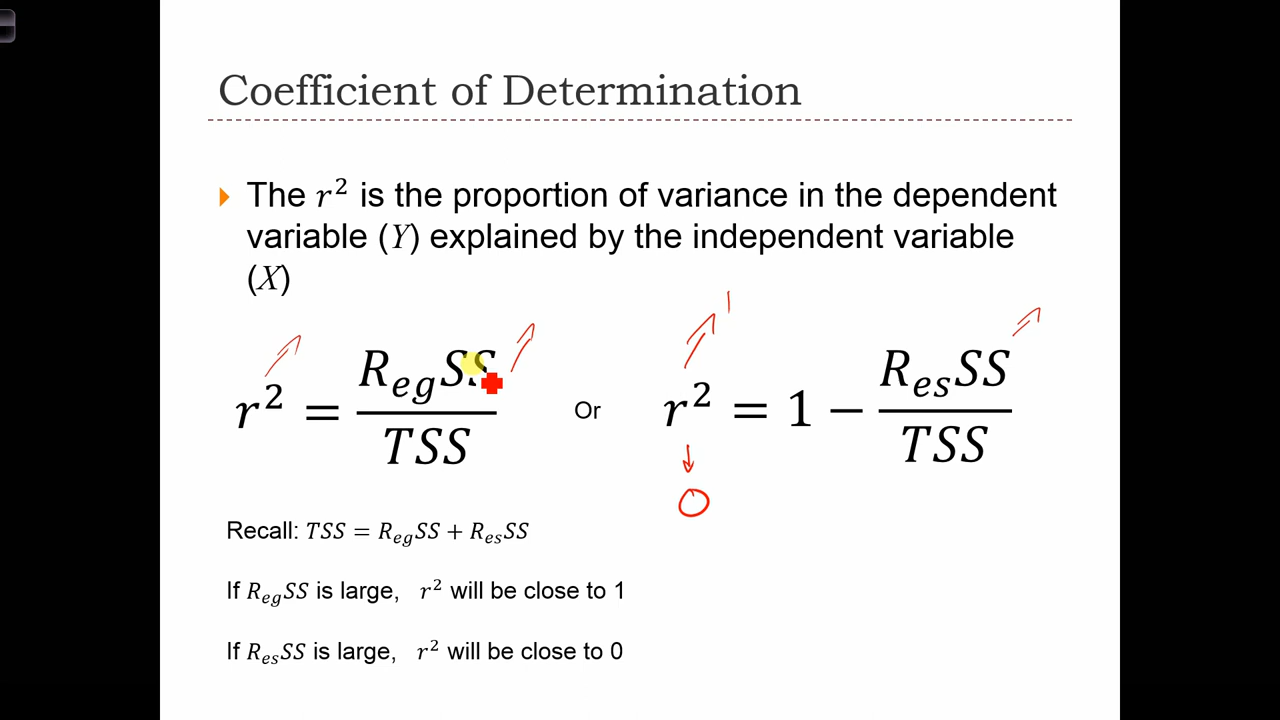 Coefficient of Determination
The r² is the proportion of variance in the dependent
variable (Y) explained by the independent variable
(X)
1
r² = RegSS / TSS Or r² = 1 − ResSS / TSS
0
Recall: TSS = RegSS + ResSS
If RegSS is large, r² will be close to 1
If ResSS is large, r² will be close to 0